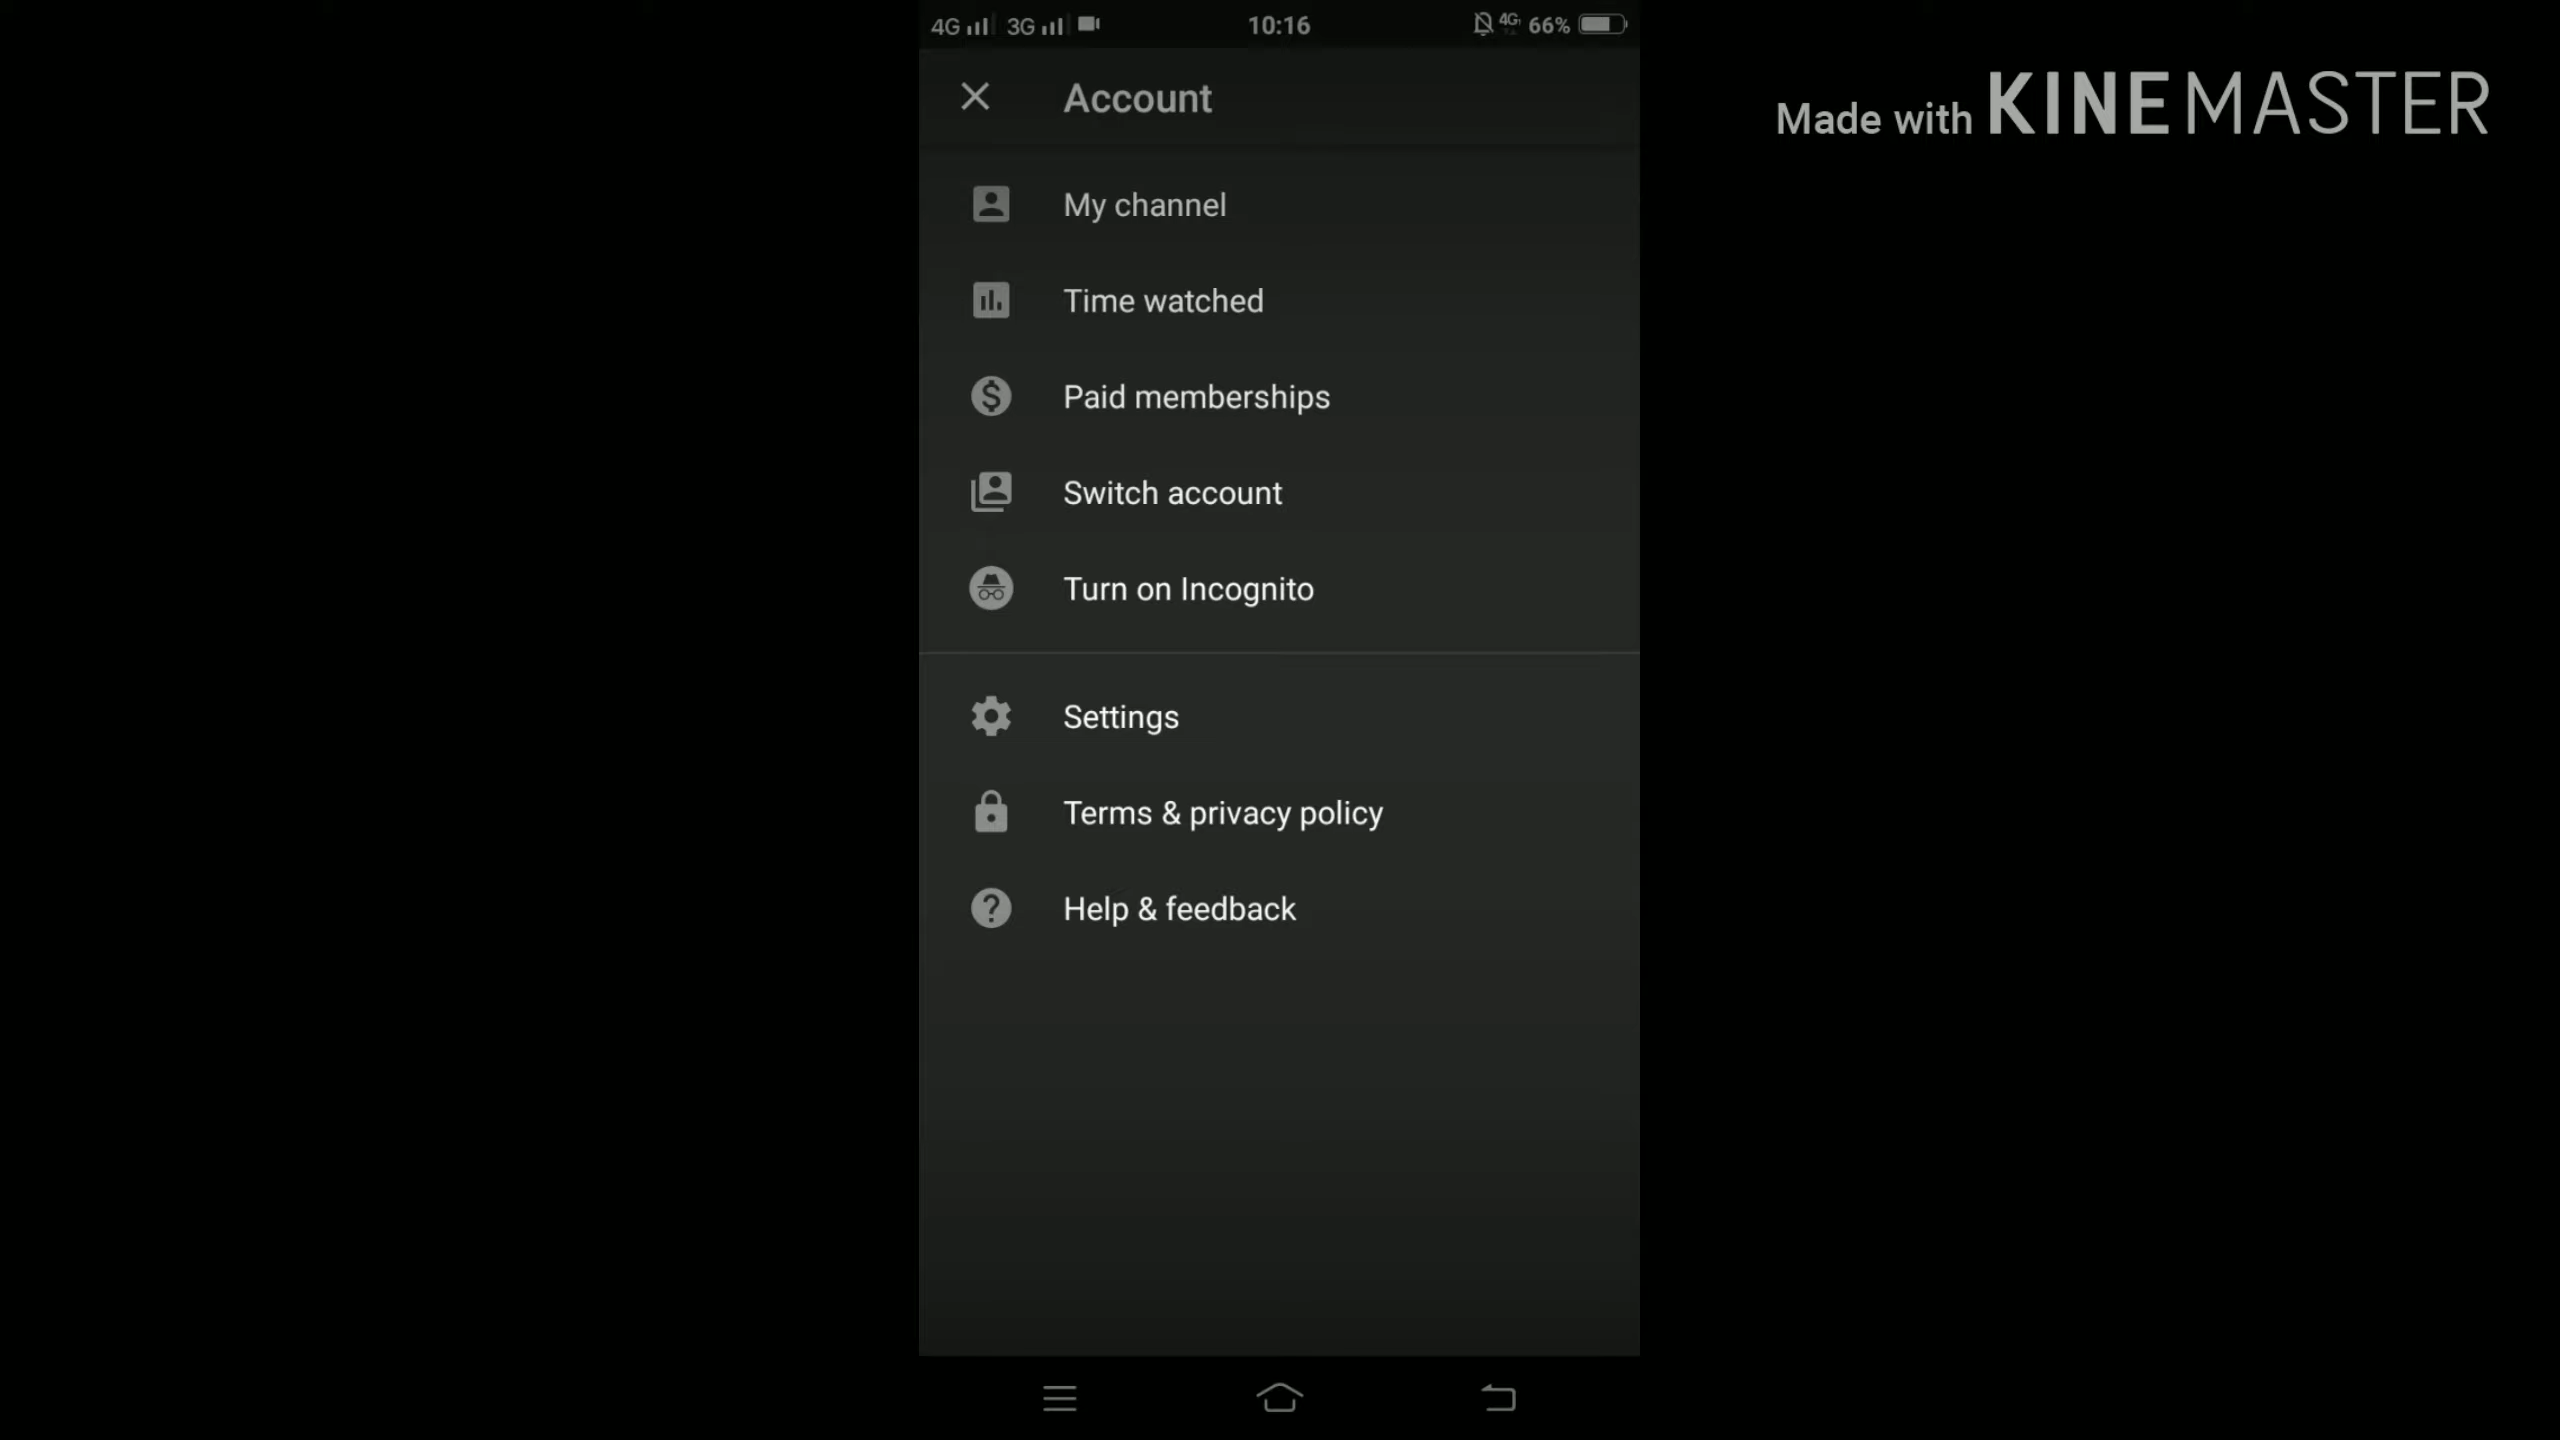 4G 3G 10:16 4G 66%
Made with KINEMASTER
Account
My channel
Time watched
Paid memberships
Switch account
Turn on Incognito
Settings
Terms & privacy policy
Help & feedback